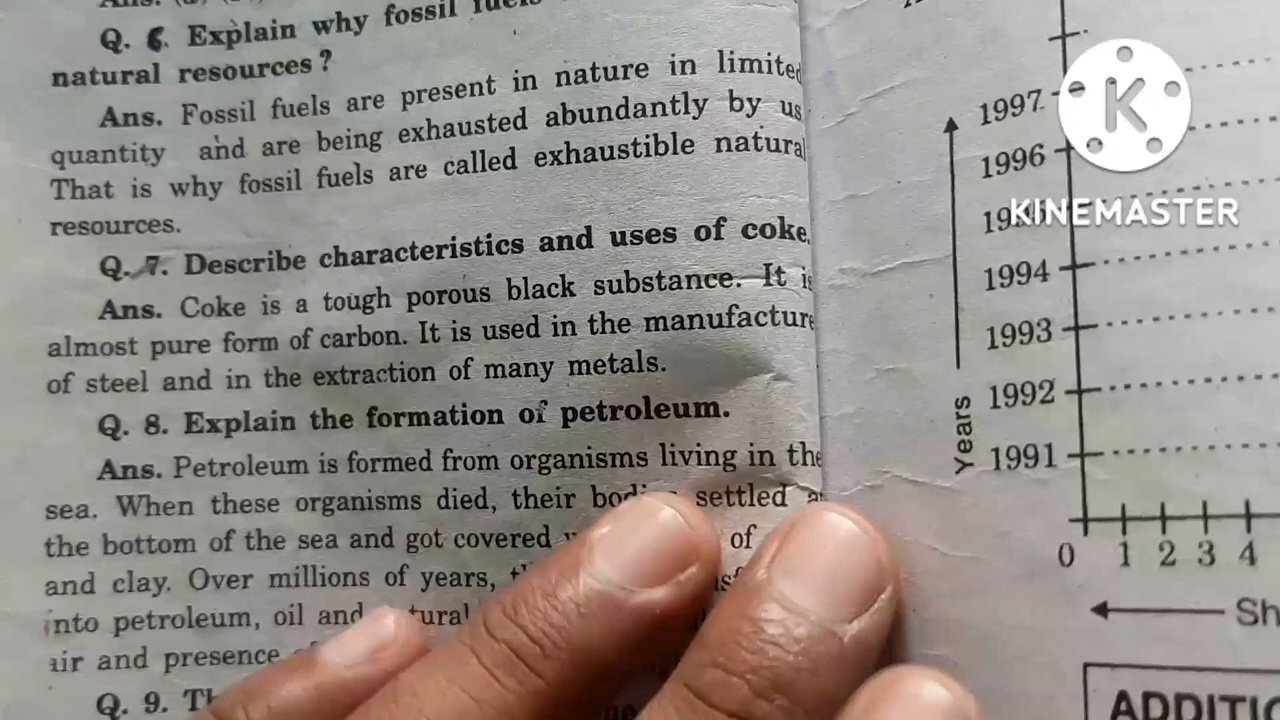 Q. 6. Explain why fossil
natural resources?
Ans. Fossil fuels are present in nature in limited
quantity and are being exhausted abundantly by us.
That is why fossil fuels are called exhaustible natural
resources.
Q. 7. Describe characteristics and uses of coke.
Ans. Coke is a tough porous black substance. It is
almost pure form of carbon. It is used in the manufacture
of steel and in the extraction of many metals.
Q. 8. Explain the formation of petroleum.
Ans. Petroleum is formed from organisms living in the
sea. When these organisms died, their settled
the bottom of the sea and got covered of
and clay. Over millions of years,
into petroleum, oil and
air and presence
Q. 9.
1997
1996
1994
1993
1992
1991
Years
0 1 2 3 4
K
KINEMASTER